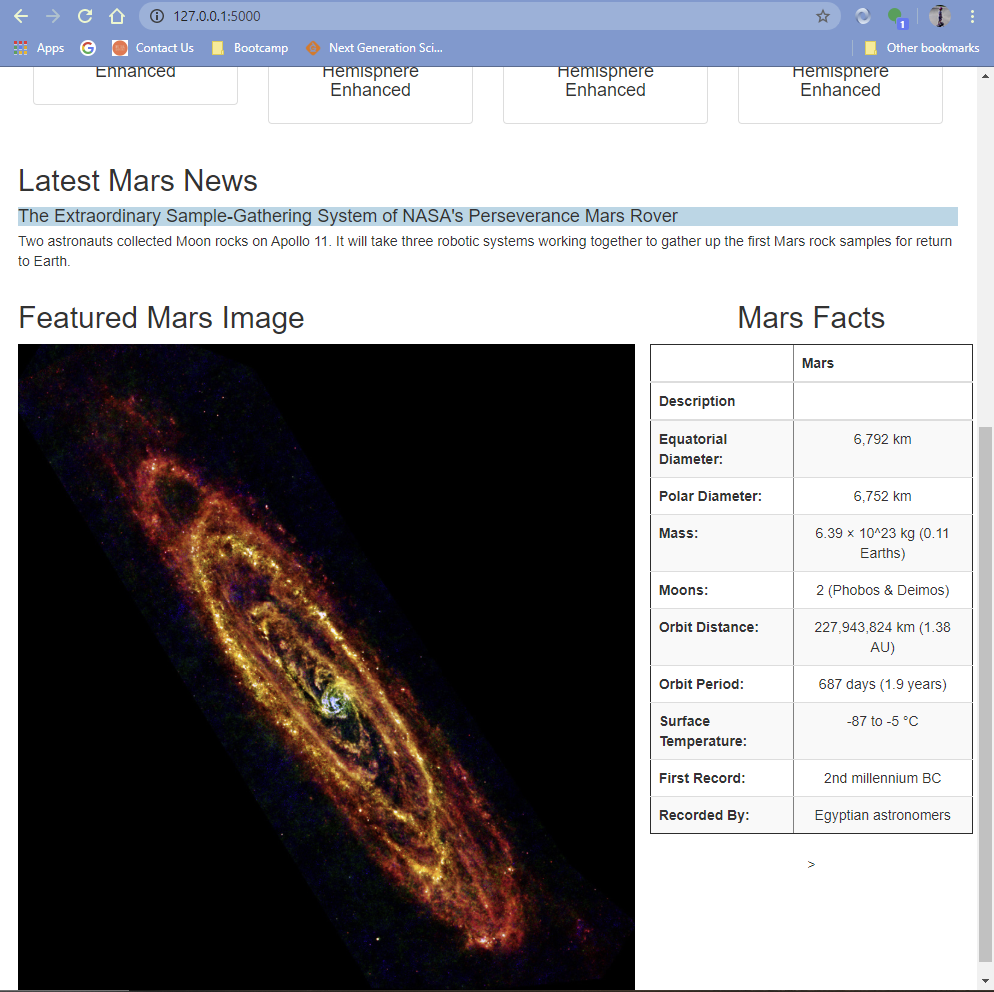 127.0.0.1:5000
1
Apps
Contact Us
Bootcamp
Next Generation Sci...
Other bookmarks
Enhanced
Hemisphere
Enhanced
Hemisphere
Enhanced
Hemisphere
Enhanced
Latest Mars News
The Extraordinary Sample-Gathering System of NASA's Perseverance Mars Rover
Two astronauts collected Moon rocks on Apollo 11. It will take three robotic systems working together to gather up the first Mars rock samples for return
to Earth.
Featured Mars Image
Mars Facts
Mars
Description
Equatorial
Diameter:
6,792 km
Polar Diameter:
6,752 km
Mass:
6.39 × 10^23 kg (0.11
Earths)
Moons:
2 (Phobos & Deimos)
Orbit Distance:
227,943,824 km (1.38
AU)
Orbit Period:
687 days (1.9 years)
Surface
Temperature:
-87 to -5 °C
First Record:
2nd millennium BC
Recorded By:
Egyptian astronomers
>